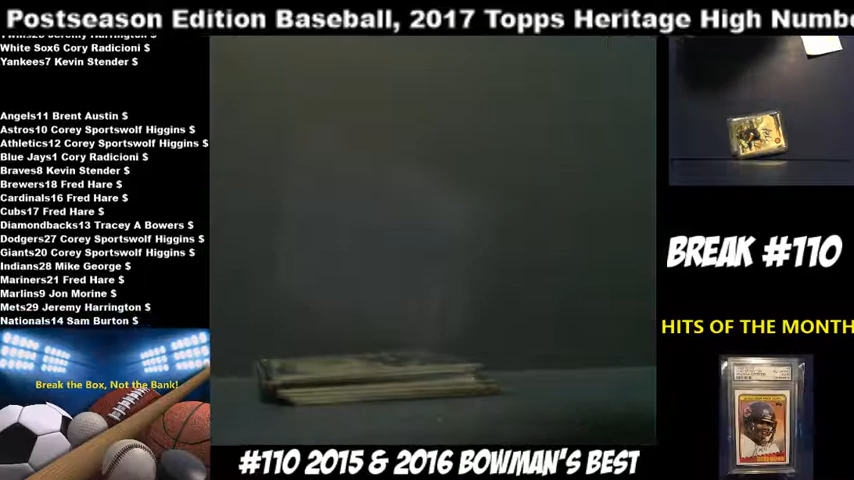 Postseason Edition Baseball, 2017 Topps Heritage High Numbe
Twins23 Jeremy Harrington $
White Sox6 Cory Radicioni $
Yankees7 Kevin Stender $
Angels11 Brent Austin $
Astros10 Corey Sportswolf Higgins $
Athletics12 Corey Sportswolf Higgins $
Blue Jays1 Cory Radicioni $
Braves8 Kevin Stender $
Brewers18 Fred Hare $
Cardinals16 Fred Hare $
Cubs17 Fred Hare $
Diamondbacks13 Tracey A Bowers $
Dodgers27 Corey Sportswolf Higgins $
Giants20 Corey Sportswolf Higgins $
Indians28 Mike George $
Mariners21 Fred Hare $
Marlins9 Jon Morine $
Mets29 Jeremy Harrington $
Nationals14 Sam Burton $
Break the Box, Not the Bank!
BREAK #110
HITS OF THE MONTH
#110 2015 & 2016 BOWMAN'S BEST